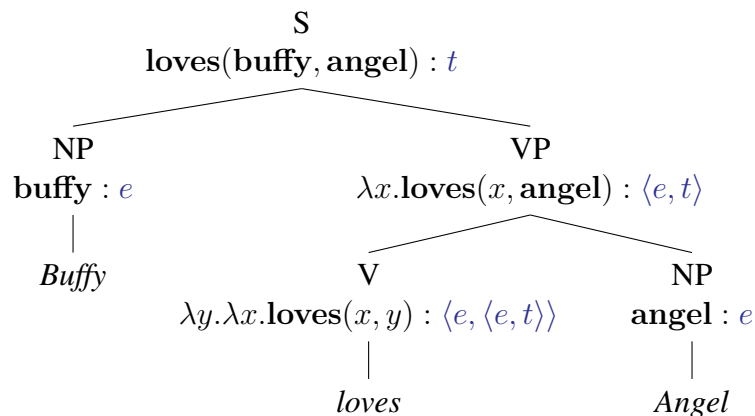 S
loves(buffy, angel) : t
NP VP
buffy : e λx.loves(x, angel) : ⟨e, t⟩
Buffy V NP
λy.λx.loves(x, y) : ⟨e, ⟨e, t⟩⟩ angel : e
loves Angel